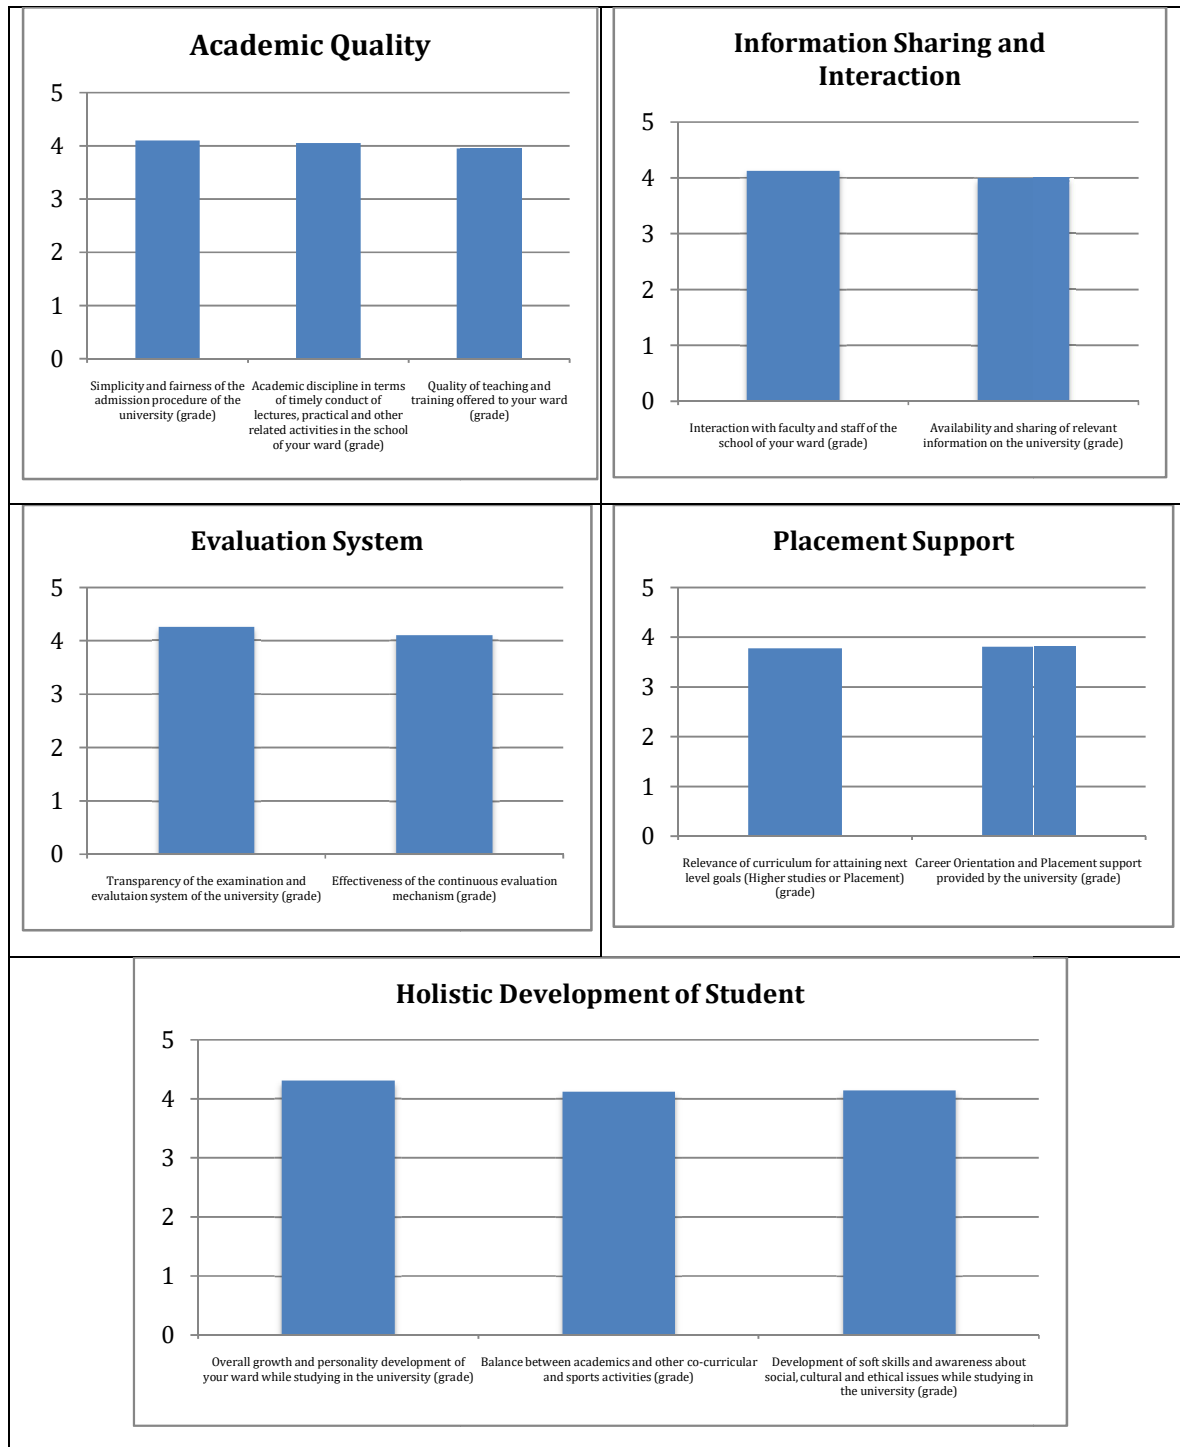 Academic Quality
5
4
3
2
1
0
Simplicity and fairness of the
admission procedure of the
university (grade)
Academic discipline in terms
of timely conduct of
lectures, practical and other
related activities in the school
of your ward (grade)
Quality of teaching and
training offered to your ward
(grade)
Information Sharing and
Interaction
5
4
3
2
1
0
Interaction with faculty and staff of the
school of your ward (grade)
Availability and sharing of relevant
information on the university (grade)
Evaluation System
5
4
3
2
1
0
Transparency of the examination and
evalutaion system of the university (grade)
Effectiveness of the continuous evaluation
mechanism (grade)
Placement Support
5
4
3
2
1
0
Relevance of curriculum for attaining next
level goals (Higher studies or Placement)
(grade)
Career Orientation and Placement support
provided by the university (grade)
Holistic Development of Student
5
4
3
2
1
0
Overall growth and personality development of
your ward while studying in the university (grade)
Balance between academics and other co-curricular
and sports activities (grade)
Development of soft skills and awareness about
social, cultural and ethical issues while studying in
the university (grade)